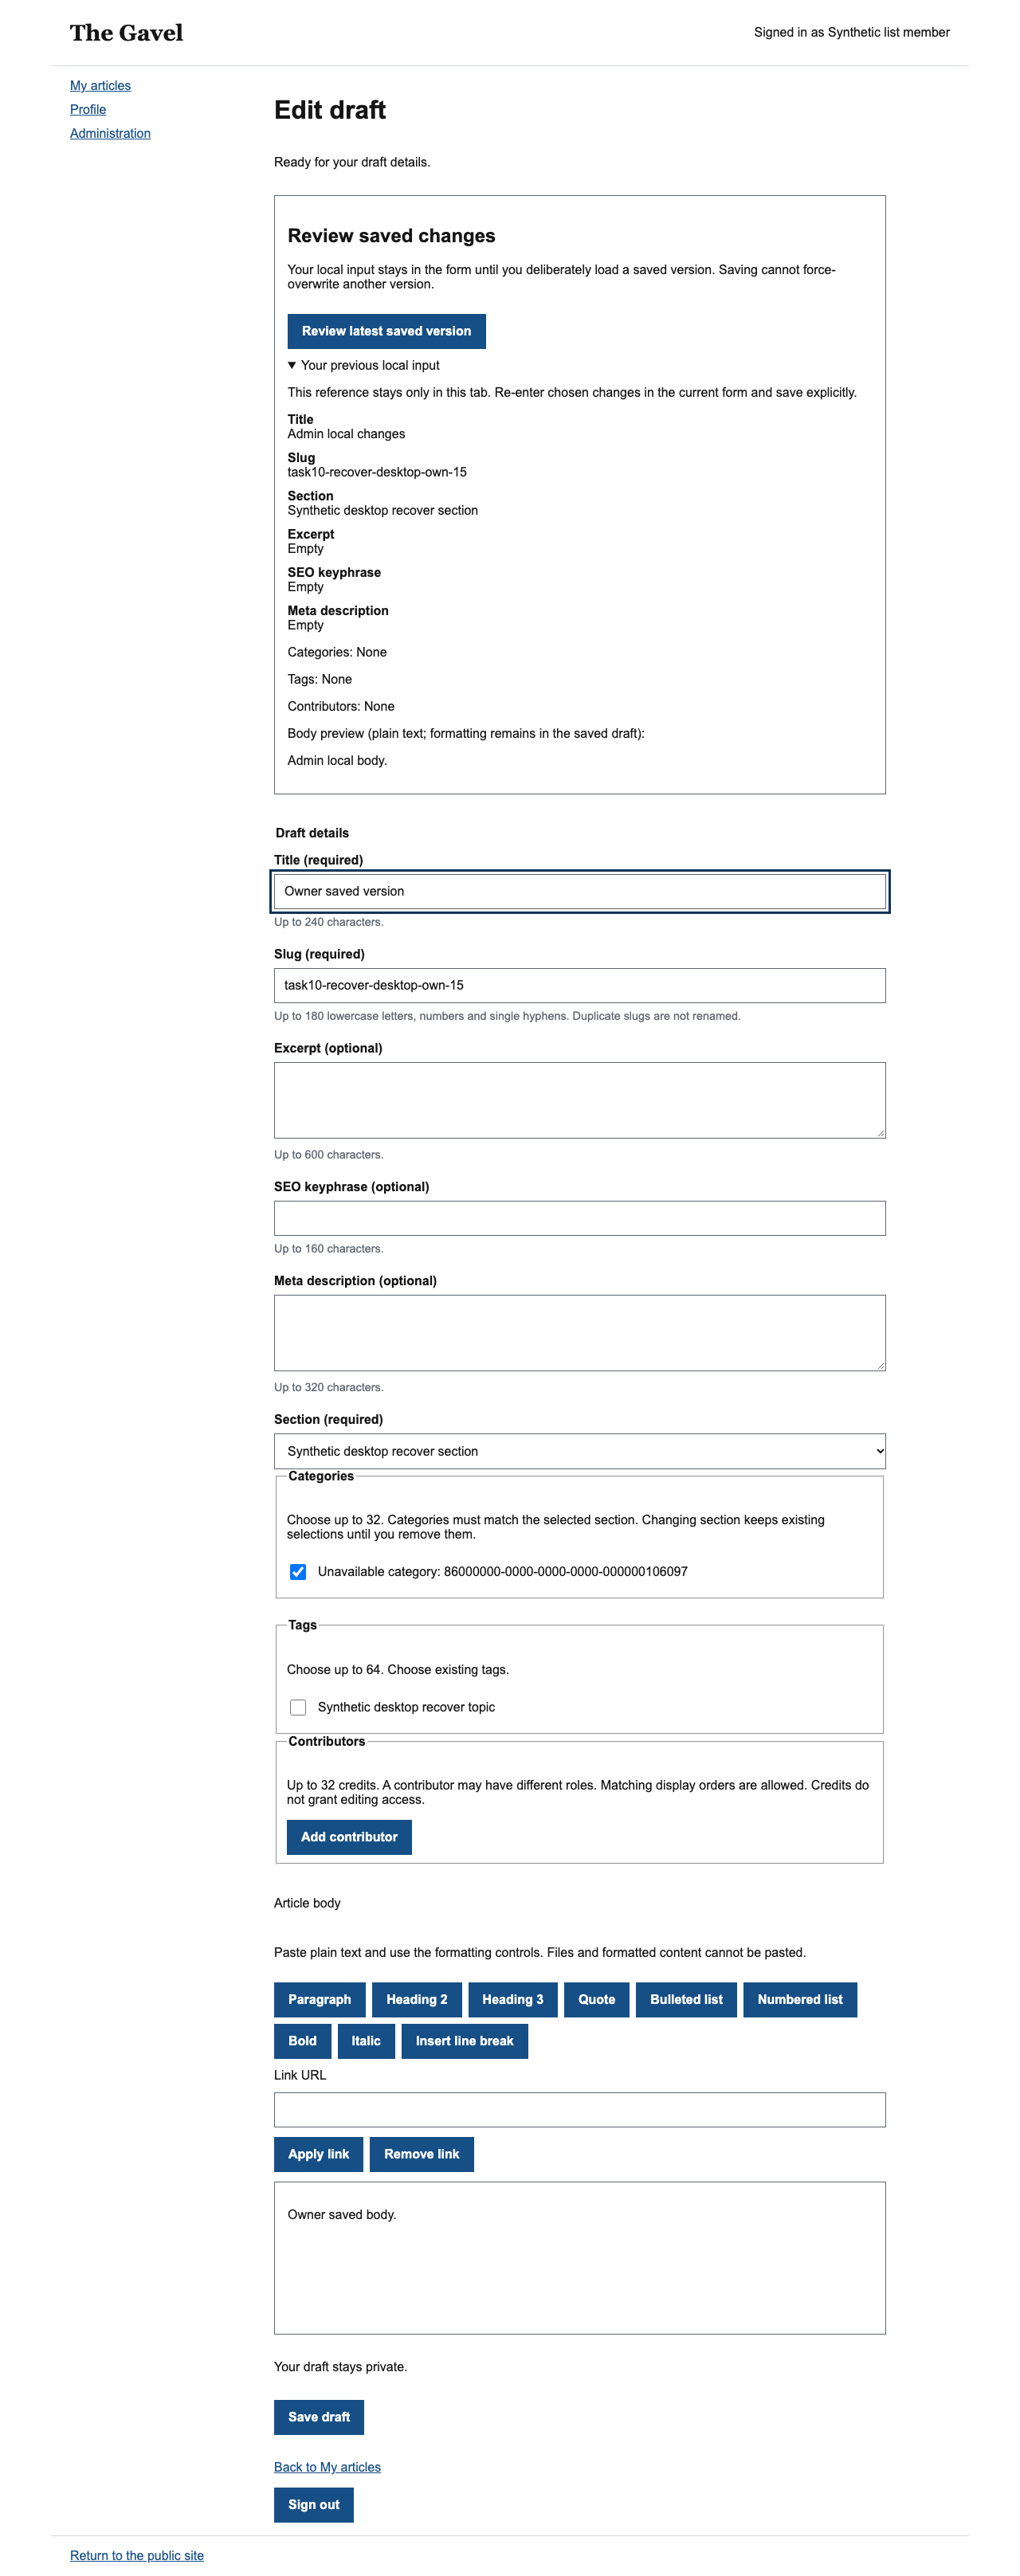 The Gavel
Signed in as Synthetic list member
My articles
Profile
Administration
Edit draft
Ready for your draft details.
Review saved changes
Your local input stays in the form until you deliberately load a saved version. Saving cannot force-
overwrite another version.
Review latest saved version
Your previous local input
This reference stays only in this tab. Re-enter chosen changes in the current form and save explicitly.
Title
Admin local changes
Slug
task10-recover-desktop-own-15
Section
Synthetic desktop recover section
Excerpt
Empty
SEO keyphrase
Empty
Meta description
Empty
Categories: None
Tags: None
Contributors: None
Body preview (plain text; formatting remains in the saved draft):
Admin local body.
Draft details
Title (required)
Owner saved version
Up to 240 characters.
Slug (required)
task10-recover-desktop-own-15
Up to 180 lowercase letters, numbers and single hyphens. Duplicate slugs are not renamed.
Excerpt (optional)
Up to 600 characters.
SEO keyphrase (optional)
Up to 160 characters.
Meta description (optional)
Up to 320 characters.
Section (required)
Synthetic desktop recover section
Categories
Choose up to 32. Categories must match the selected section. Changing section keeps existing
selections until you remove them.
Unavailable category: 86000000-0000-0000-0000-000000106097
Tags
Choose up to 64. Choose existing tags.
Synthetic desktop recover topic
Contributors
Up to 32 credits. A contributor may have different roles. Matching display orders are allowed. Credits do
not grant editing access.
Add contributor
Article body
Paste plain text and use the formatting controls. Files and formatted content cannot be pasted.
Paragraph Heading 2 Heading 3 Quote Bulleted list Numbered list
Bold Italic Insert line break
Link URL
Apply link Remove link
Owner saved body.
Your draft stays private.
Save draft
Back to My articles
Sign out
Return to the public site